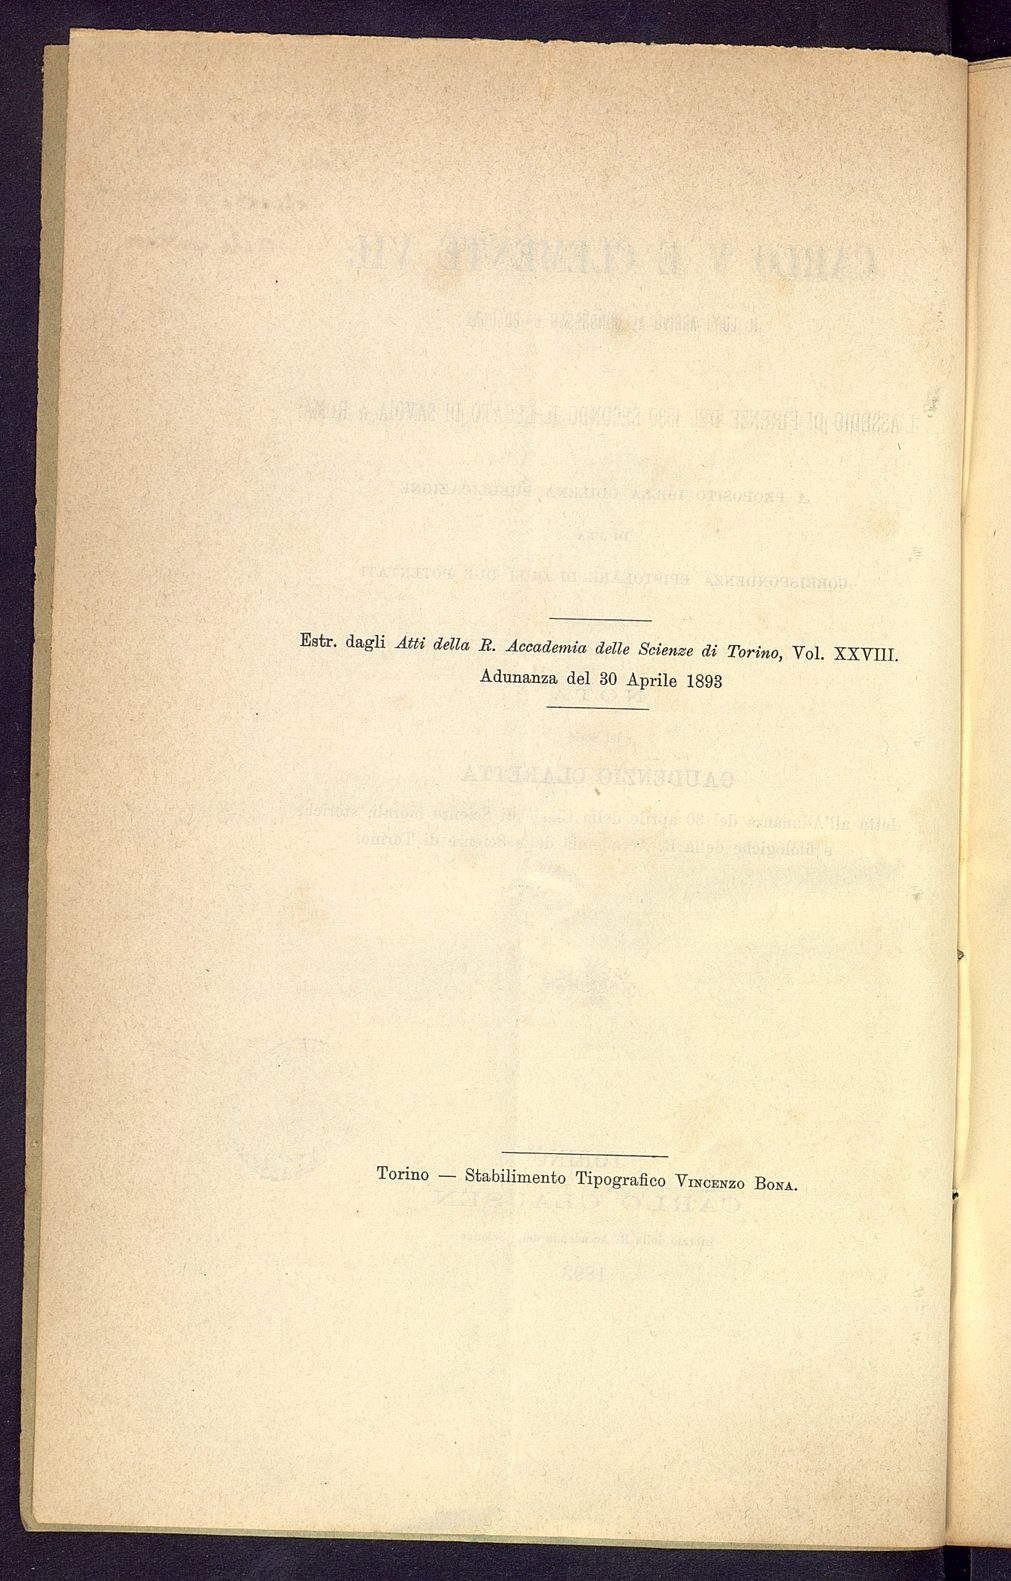 Estr. dagli Atti della R. Accademia delle Scienze di Torino, Vol. XXVIII.
Adunanza del 30 Aprile 1893
Torino — Stabilimento Tipografico Vincenzo Bona.